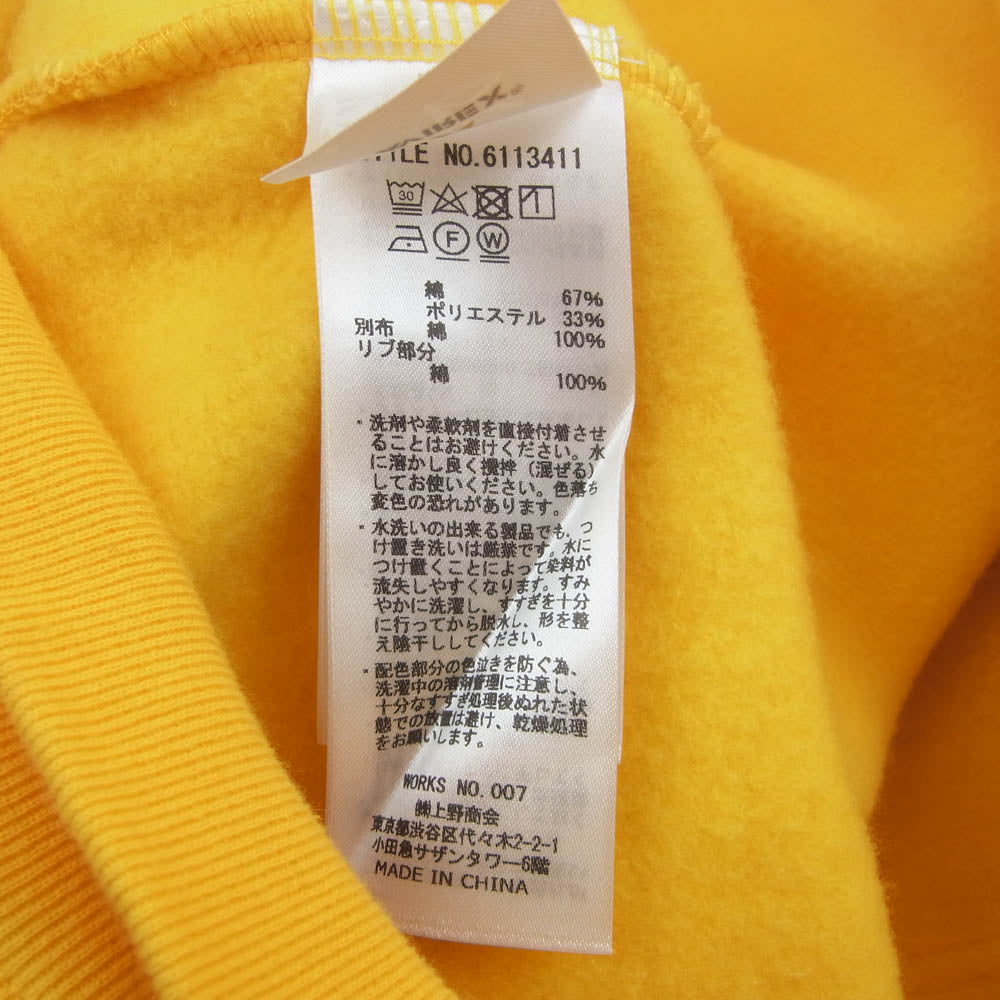 NO.6113411
30
F W
綿 67%
ポリエステル 33%
別布 綿 100%
リブ部分
綿 100%
・洗剤や柔軟剤を直接付着させ
ることはお避けください。水
に溶かし良く攪拌(混ぜる)
してお使いください。色落ち
変色の恐れがあります。
・水洗いの出来る製品でも、つ
け置き洗いは厳禁です。水に
つけ置くことによって染料が
流失しやすくなります。すみ
やかに洗濯し、すすぎを十分
に行ってから脱水し、形を整
え陰干ししてください。
・配色部分の色泣きを防ぐ為、
洗濯中の溶剤管理に注意し、
十分なすすぎ処理後ぬれた状
態での放置は避け、乾燥処理
をお願いします。
WORKS NO.007
㈱上野商会
東京都渋谷区代々木2-2-1
小田急サザンタワー6階
MADE IN CHINA